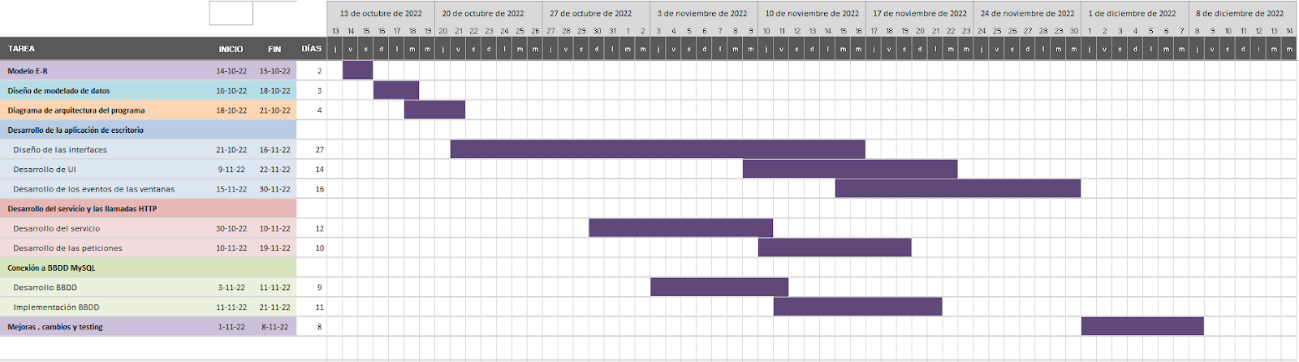 13 de octubre de 2022 20 de octubre de 2022 27 de octubre de 2022 3 de noviembre de 2022 10 de noviembre de 2022 17 de noviembre de 2022 24 de noviembre de 2022 1 de diciembre de 2022 8 de diciembre de 2022
13 14 15 16 17 18 19 20 21 22 23 24 25 26 27 28 29 30 31 1 2 3 4 5 6 7 8 9 10 11 12 13 14 15 16 17 18 19 20 21 22 23 24 25 26 27 28 29 30 1 2 3 4 5 6 7 8 9 10 11 12 13 14
TAREA INICIO FIN DÍAS j v s d l m m j v s d l m m j v s d l m m j v s d l m m j v s d l m m j v s d l m m j v s d l m m j v s d l m m j v s d l m m
Modelo E-R 14-10-22 15-10-22 2
Diseño de modelado de datos 16-10-22 18-10-22 3
Diagrama de arquitectura del programa 18-10-22 21-10-22 4
Desarrollo de la aplicación de escritorio
Diseño de las interfaces 21-10-22 16-11-22 27
Desarrollo de UI 9-11-22 22-11-22 14
Desarrollo de los eventos de las ventanas 15-11-22 30-11-22 16
Desarrollo del servicio y las llamadas HTTP
Desarrollo del servicio 30-10-22 10-11-22 12
Desarrollo de las peticiones 10-11-22 19-11-22 10
Conexión a BBDD MySQL
Desarrollo BBDD 3-11-22 11-11-22 9
Implementación BBDD 11-11-22 21-11-22 11
Mejoras , cambios y testing 1-11-22 8-11-22 8